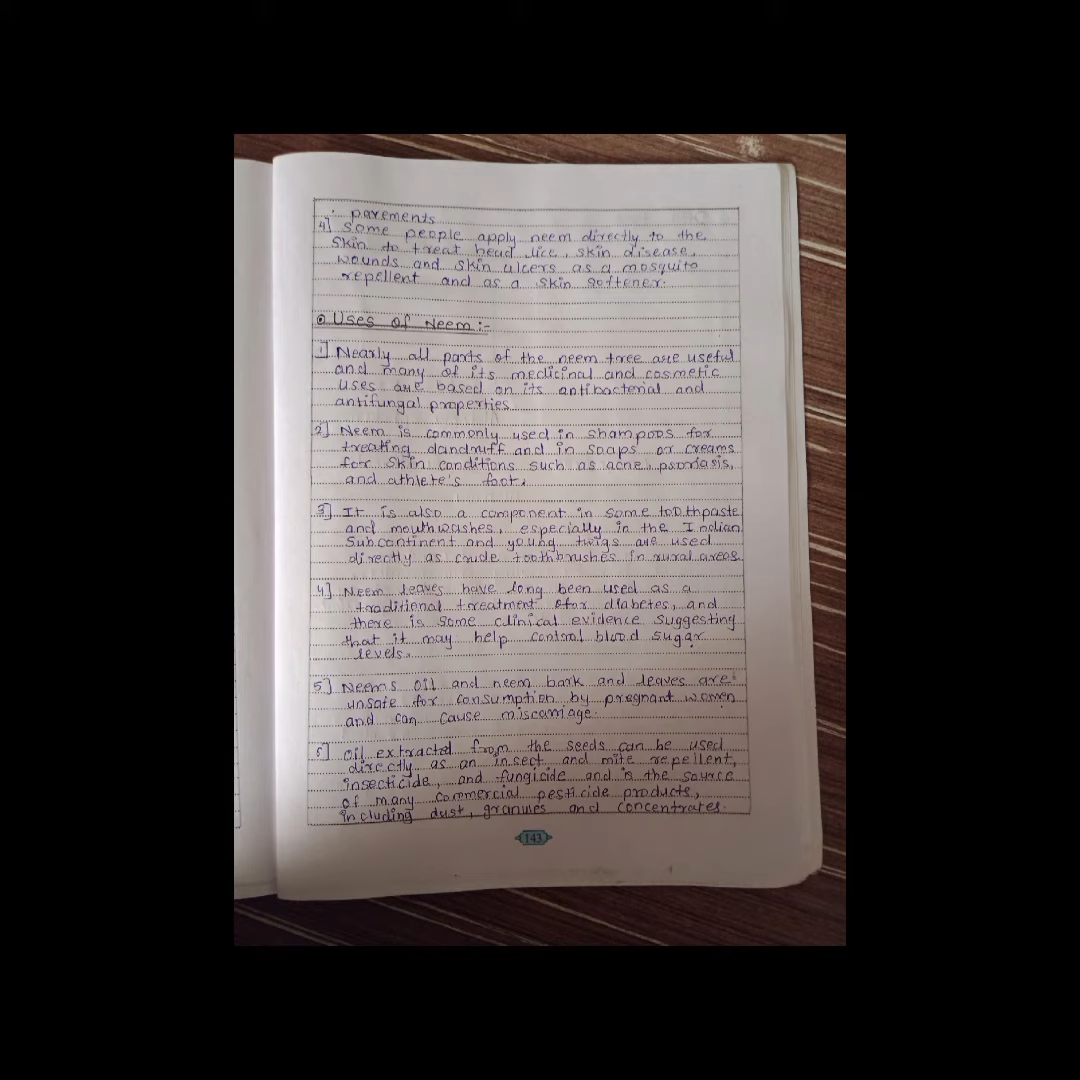 parements
4] Some people apply neem directly to the
skin to treat head lice, skin disease,
wounds and skin ulcers as a mosquito
repellent and as a skin softener.
Uses of Neem :-
1] Nearly all parts of the neem tree are useful
and many of its medicinal and cosmetic
uses are based on its antibacterial and
antifungal properties
2] Neem is commonly used in shampoos for
treating dandruff and in soaps or creams
for skin conditions such as acne, psoriasis,
and athlete's foot.
3] It is also a component in some toothpaste
and mouthwashes, especially in the Indian
Subcontinent and young twigs are used
directly as crude toothbrushes in rural areas
4] Neem leaves have long been used as a
traditional treatment for diabetes, and
there is some clinical evidence suggesting
that it may help control blood sugar
levels.
5] Neems oil and neem bark and leaves are
unsafe for consumption by pregnant women
and can cause miscarriage.
6] Oil extracted from the seeds can be used
directly as an insect and mite repellent,
insecticide, and fungicide and is the source
of many commercial pesticide products,
including dust, granules and concentrates.
143